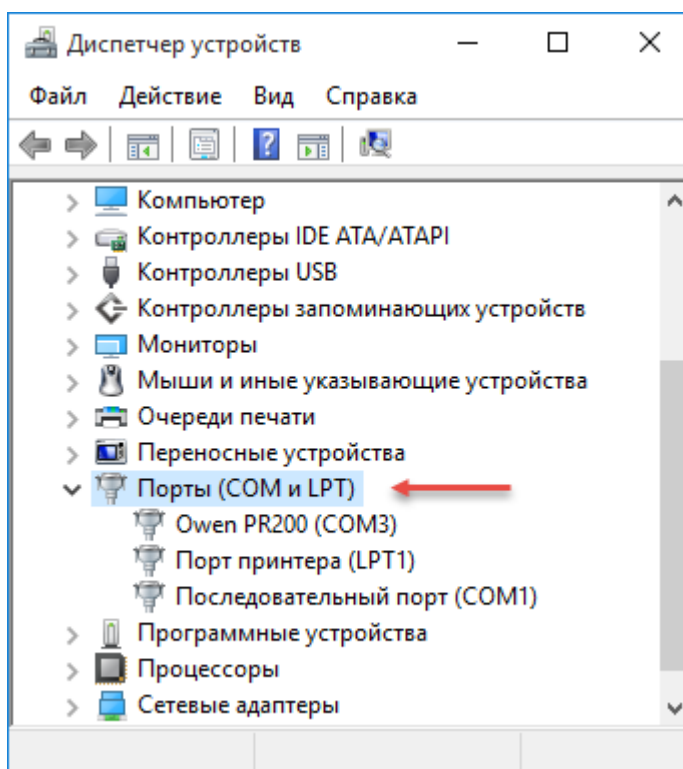 Диспетчер устройств
Файл Действие Вид Справка
Компьютер
Контроллеры IDE ATA/ATAPI
Контроллеры USB
Контроллеры запоминающих устройств
Мониторы
Мыши и иные указывающие устройства
Очереди печати
Переносные устройства
Порты (COM и LPT)
Owen PR200 (COM3)
Порт принтера (LPT1)
Последовательный порт (COM1)
Программные устройства
Процессоры
Сетевые адаптеры